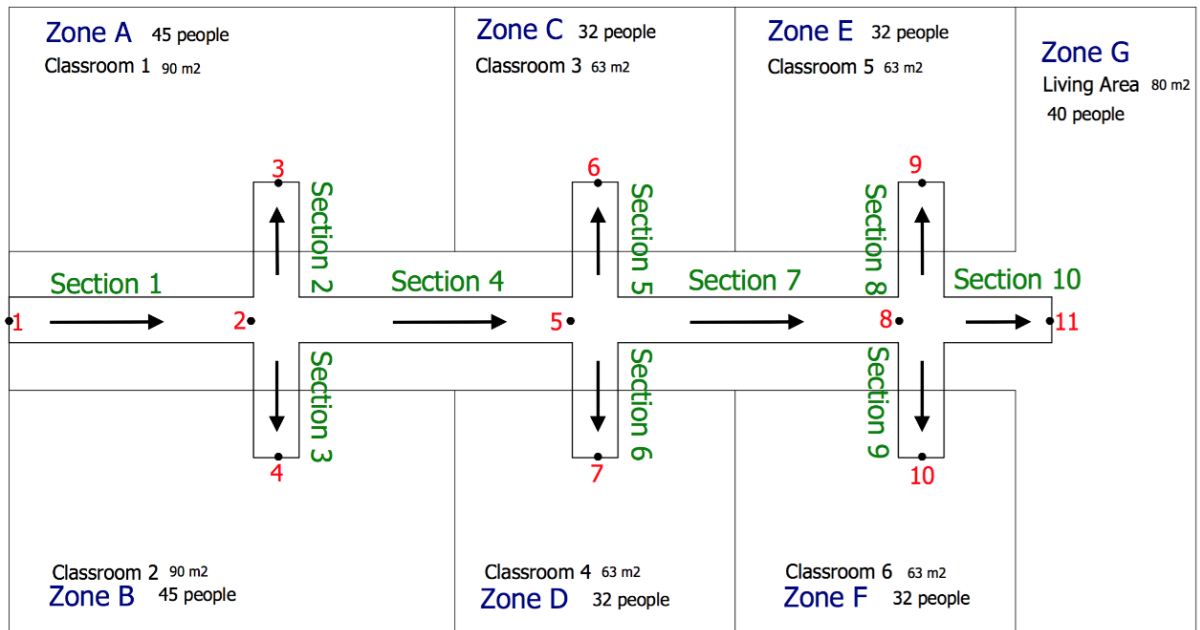 Zone A 45 people
Classroom 1 90 m2
Zone C 32 people
Classroom 3 63 m2
Zone E 32 people
Classroom 5 63 m2
Zone G
Living Area 80 m2
40 people
3
6
9
Section 2
Section 5
Section 8
Section 1
Section 4
Section 7
Section 10
1
2
5
8
11
Section 3
Section 6
Section 9
4
7
10
Classroom 2 90 m2
Zone B 45 people
Classroom 4 63 m2
Zone D 32 people
Classroom 6 63 m2
Zone F 32 people